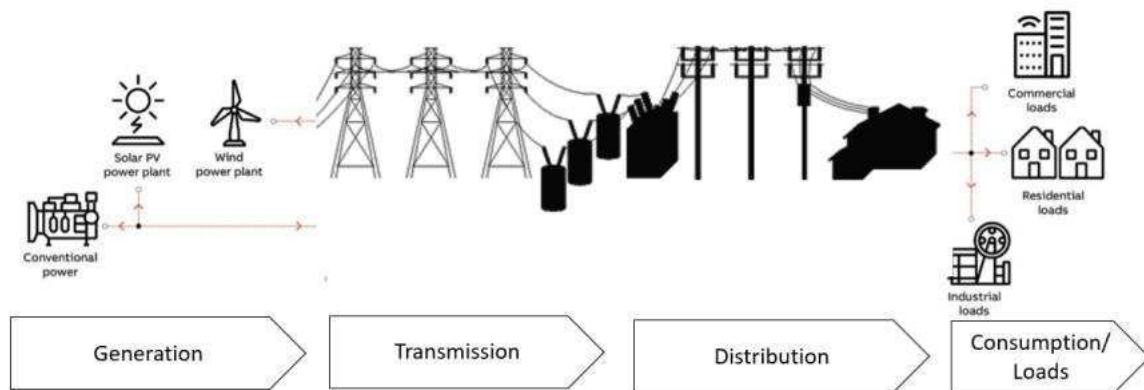 Solar PV
power plant
Wind
power plant
Conventional
power
Commercial
loads
Residential
loads
Industrial
loads
Generation
Transmission
Distribution
Consumption/
Loads